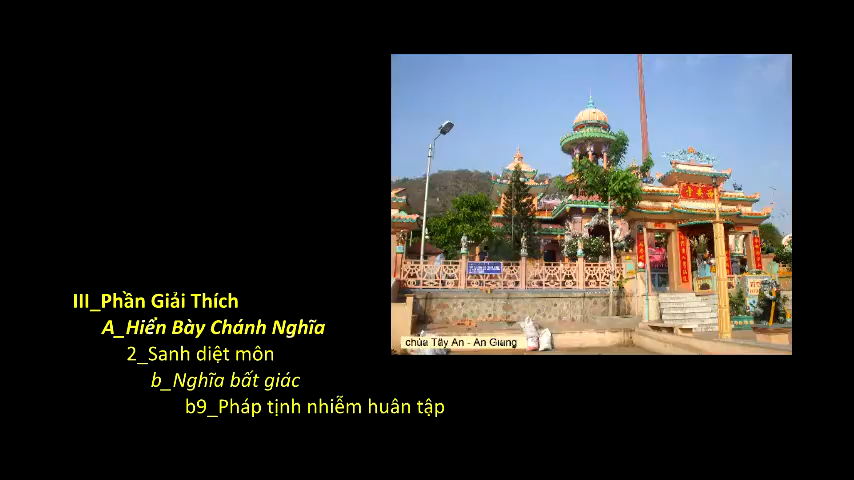 III_Phần Giải Thích
A_Hiển Bày Chánh Nghĩa
2_Sanh diệt môn
b_Nghĩa bất giác
b9_Pháp tịnh nhiễm huân tập
chùa Tây An - An Giang